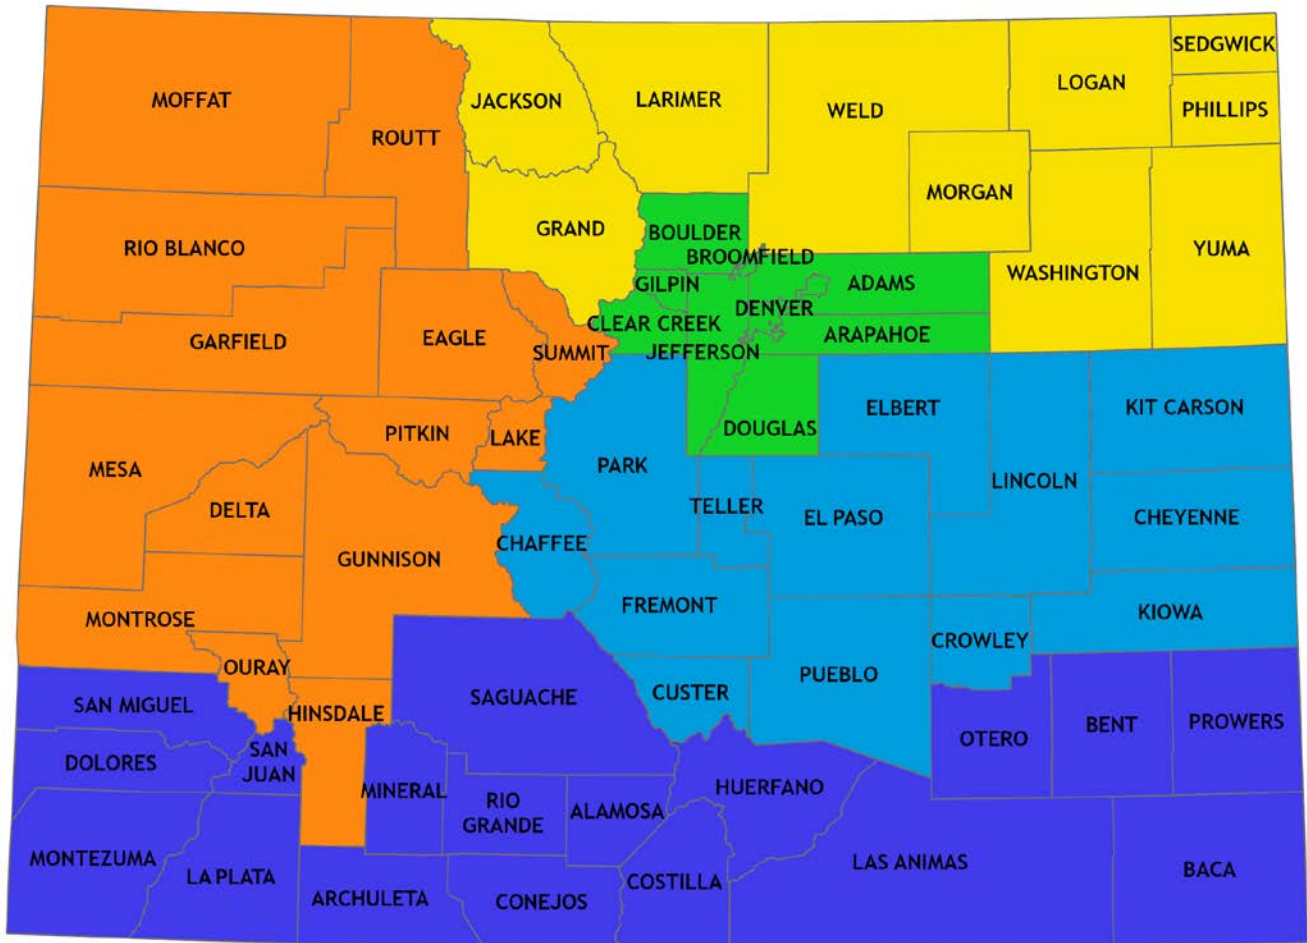 SEDGWICK
MOFFAT
JACKSON
LARIMER
WELD
LOGAN
PHILLIPS
ROUTT
MORGAN
GRAND
BOULDER
RIO BLANCO
BROOMFIELD
YUMA
WASHINGTON
GILPIN
ADAMS
DENVER
CLEAR CREEK
ARAPAHOE
GARFIELD
EAGLE
SUMMIT
JEFFERSON
ELBERT
KIT CARSON
DOUGLAS
PITKIN
LAKE
PARK
MESA
LINCOLN
DELTA
TELLER
EL PASO
CHEYENNE
CHAFFEE
GUNNISON
FREMONT
KIOWA
MONTROSE
CROWLEY
OURAY
PUEBLO
CUSTER
SAGUACHE
SAN MIGUEL
HINSDALE
PROWERS
BENT
OTERO
SAN
JUAN
DOLORES
HUERFANO
MINERAL
RIO
GRANDE
ALAMOSA
MONTEZUMA
LAS ANIMAS
BACA
LA PLATA
COSTILLA
ARCHULETA
CONEJOS